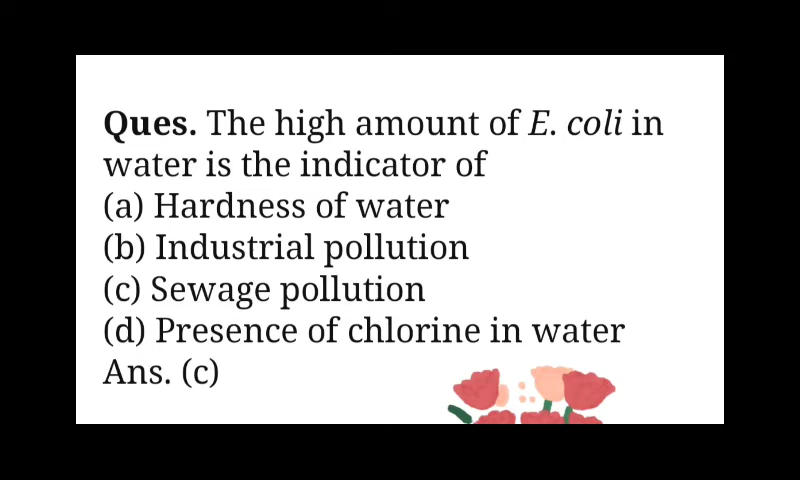 Ques. The high amount of E. coli in
water is the indicator of
(a) Hardness of water
(b) Industrial pollution
(c) Sewage pollution
(d) Presence of chlorine in water
Ans. (c)